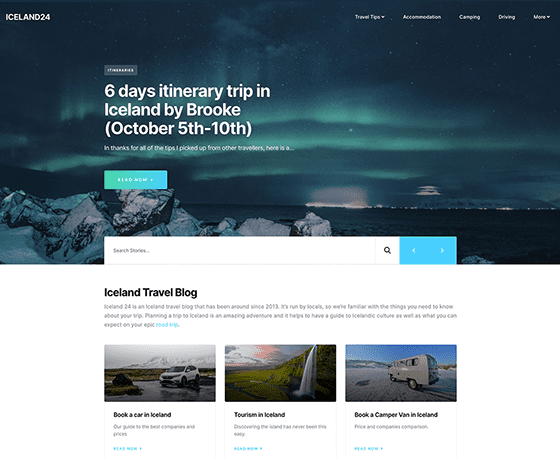 ICELAND24
Travel Tips Accommodation Camping Driving More
ITINERARIES
6 days itinerary trip in
Iceland by Brooke
(October 5th-10th)
In thanks for all of the tips I picked up from other travellers, here is a...
READ NOW
Search Stories...
Iceland Travel Blog
Iceland 24 is an Iceland travel blog that has been around since 2013. It's run by locals, so we're familiar with the things you need to know
about your trip. Planning a trip to Iceland is an amazing adventure and it helps to have a guide to Icelandic culture as well as what you can
expect on your epic road trip.
Book a car in Iceland
Our guide to the best companies and
prices
READ NOW
Tourism in Iceland
Discovering the island has never been this
easy.
READ NOW
Book a Camper Van in Iceland
Price and companies comparison.
READ NOW